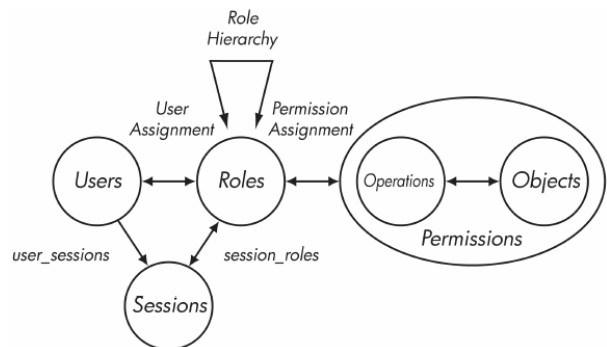 Role
Hierarchy
User
Assignment
Permission
Assignment
Users
Roles
Operations
Objects
Permissions
user_sessions
session_roles
Sessions